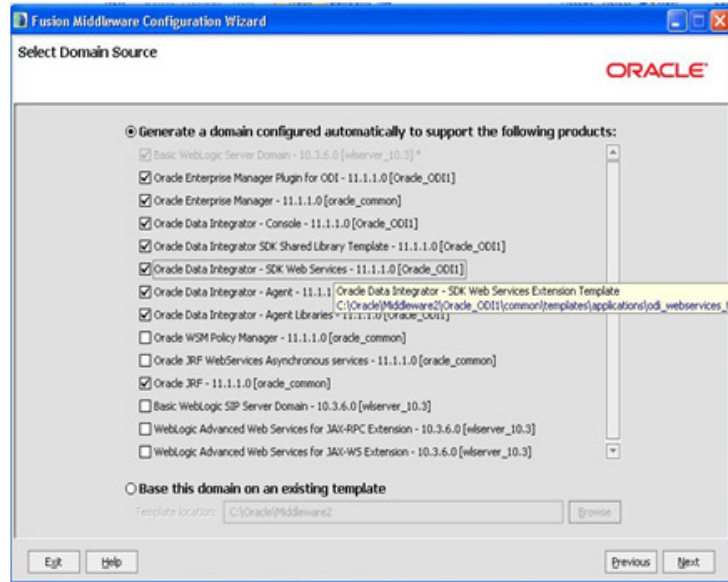 Fusion Middleware Configuration Wizard
Select Domain Source
ORACLE
Generate a domain configured automatically to support the following products:
Basic WebLogic Server Domain - 10.3.6.0 [wlserver_10.3] *
Oracle Enterprise Manager Plugin for ODI - 11.1.1.0 [Oracle_ODI1]
Oracle Enterprise Manager - 11.1.1.0 [oracle_common]
Oracle Data Integrator - Console - 11.1.1.0 [Oracle_ODI1]
Oracle Data Integrator SDK Shared Library Template - 11.1.1.0 [Oracle_ODI1]
Oracle Data Integrator - SDK Web Services - 11.1.1.0 [Oracle_ODI1]
Oracle Data Integrator - Agent - 11.1.1
Oracle Data Integrator - SDK Web Services Extension Template
C:\Oracle\Middleware2\Oracle_ODI1\common\templates\applications\odi_webservices_t
Oracle Data Integrator - Agent Libraries - 11.1.1.0 [Oracle_ODI1]
Oracle WSM Policy Manager - 11.1.1.0 [oracle_common]
Oracle JRF WebServices Asynchronous services - 11.1.1.0 [oracle_common]
Oracle JRF - 11.1.1.0 [oracle_common]
Basic WebLogic SIP Server Domain - 10.3.6.0 [wlserver_10.3]
WebLogic Advanced Web Services for JAX-RPC Extension - 10.3.6.0 [wlserver_10.3]
WebLogic Advanced Web Services for JAX-WS Extension - 10.3.6.0 [wlserver_10.3]
Base this domain on an existing template
Template location: C:\Oracle\Middleware2
Browse
Exit
Help
Previous
Next